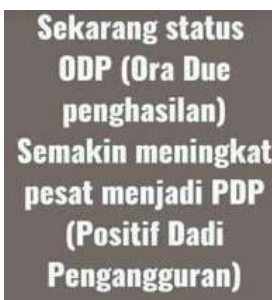 Sekarang status
ODP (Ora Due
penghasilan)
Semakin meningkat
pesat menjadi PDP
(Positif Dadi
Pengangguran)